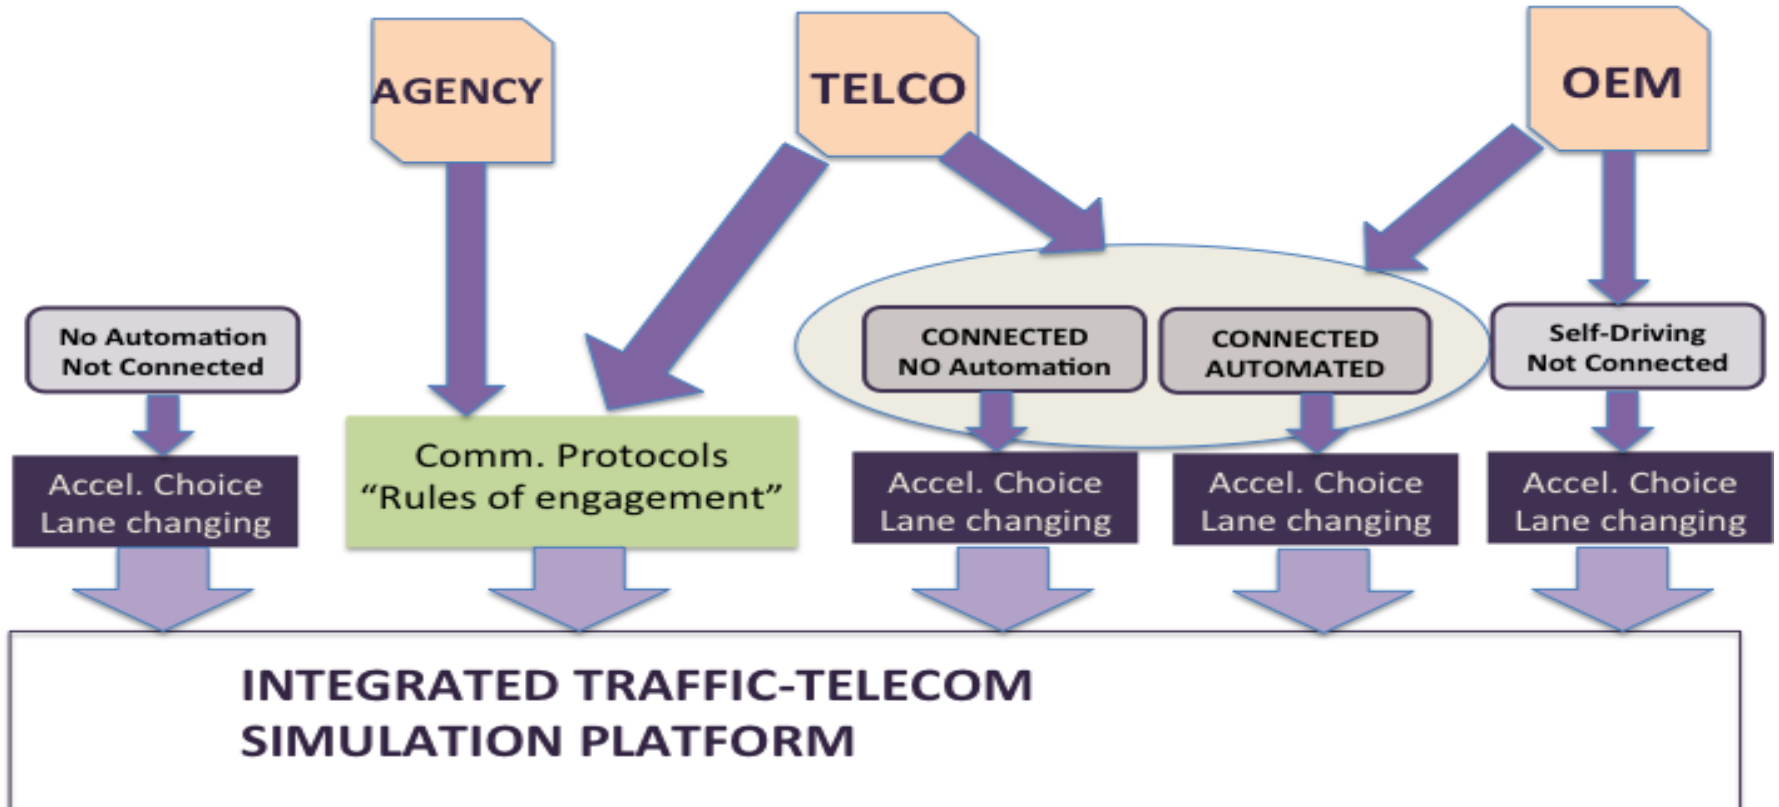 AGENCY
TELCO
OEM
No Automation
Not Connected
CONNECTED
NO Automation
CONNECTED
AUTOMATED
Self-Driving
Not Connected
Accel. Choice
Lane changing
Comm. Protocols
“Rules of engagement”
Accel. Choice
Lane changing
Accel. Choice
Lane changing
Accel. Choice
Lane changing
INTEGRATED TRAFFIC-TELECOM
SIMULATION PLATFORM